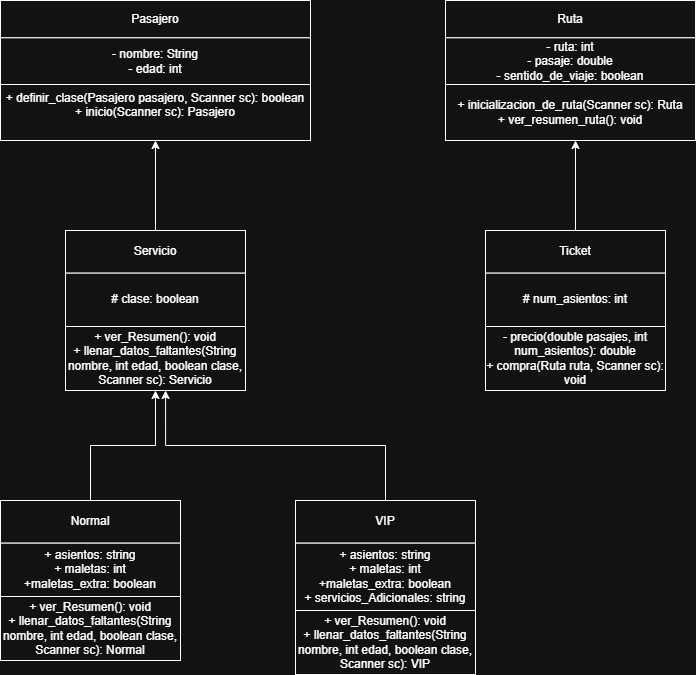 Pasajero
- nombre: String
- edad: int
+ definir_clase(Pasajero pasajero, Scanner sc): boolean
+ inicio(Scanner sc): Pasajero
Ruta
- ruta: int
- pasaje: double
- sentido_de_viaje: boolean
+ inicializacion_de_ruta(Scanner sc): Ruta
+ ver_resumen_ruta(): void
Servicio
# clase: boolean
+ ver_Resumen(): void
+ llenar_datos_faltantes(String
nombre, int edad, boolean clase,
Scanner sc): Servicio
Ticket
# num_asientos: int
- precio(double pasajes, int
num_asientos): double
+ compra(Ruta ruta, Scanner sc):
void
Normal
+ asientos: string
+ maletas: int
+maletas_extra: boolean
+ ver_Resumen(): void
+ llenar_datos_faltantes(String
nombre, int edad, boolean clase,
Scanner sc): Normal
VIP
+ asientos: string
+ maletas: int
+maletas_extra: boolean
+ servicios_Adicionales: string
+ ver_Resumen(): void
+ llenar_datos_faltantes(String
nombre, int edad, boolean clase,
Scanner sc): VIP